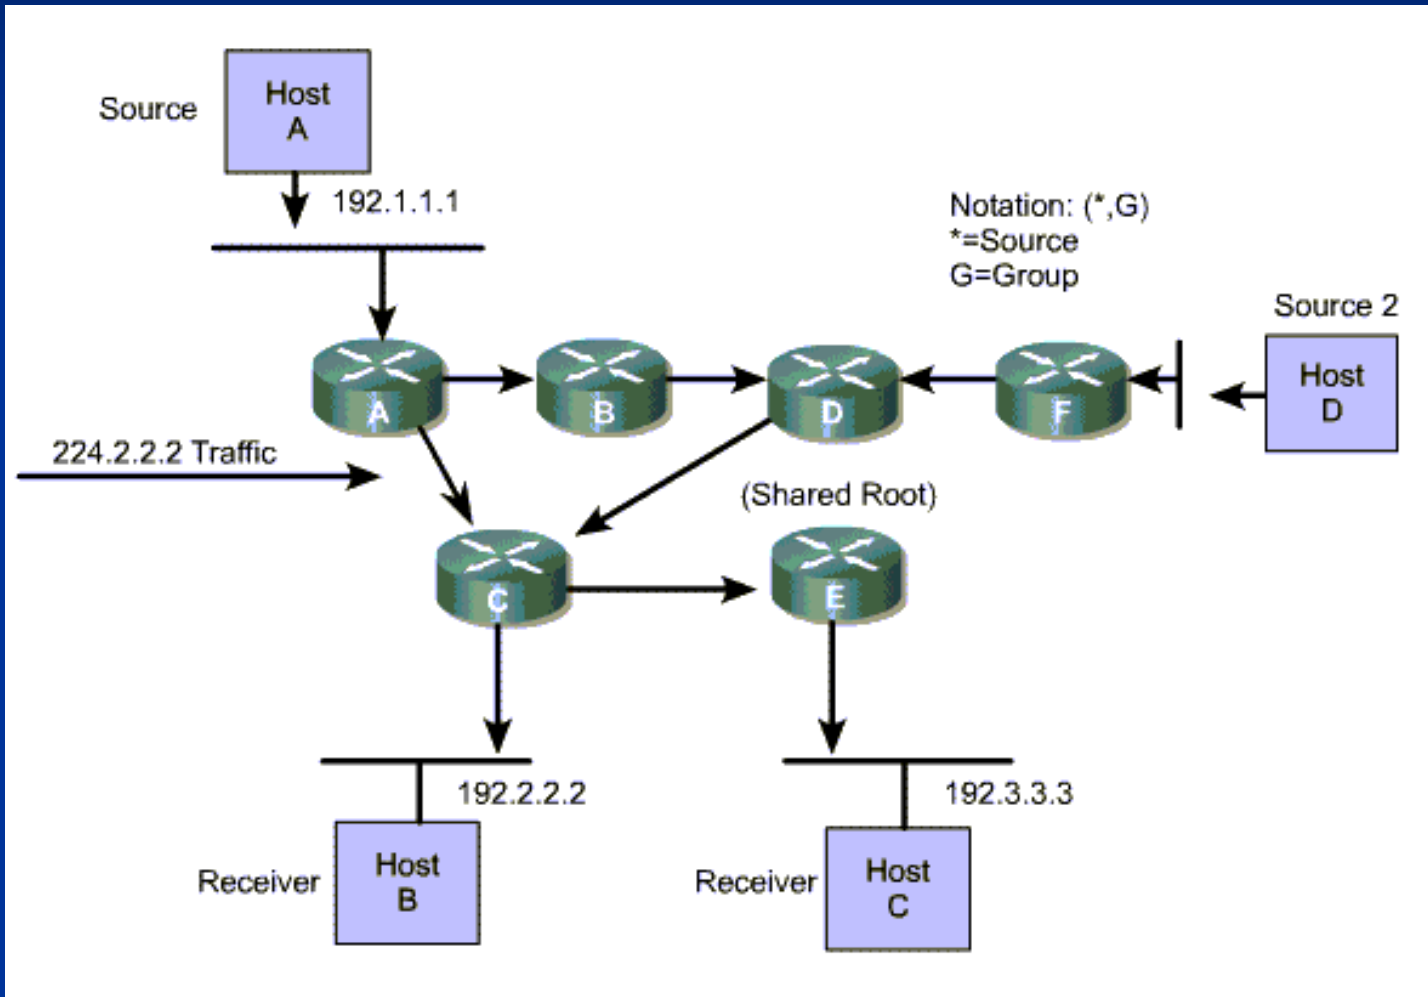 Source
Host
A
192.1.1.1
Notation: (*,G)
*=Source
G=Group
Source 2
Host
D
A
B
D
F
224.2.2.2 Traffic
(Shared Root)
C
E
192.2.2.2
192.3.3.3
Receiver
Host
B
Receiver
Host
C